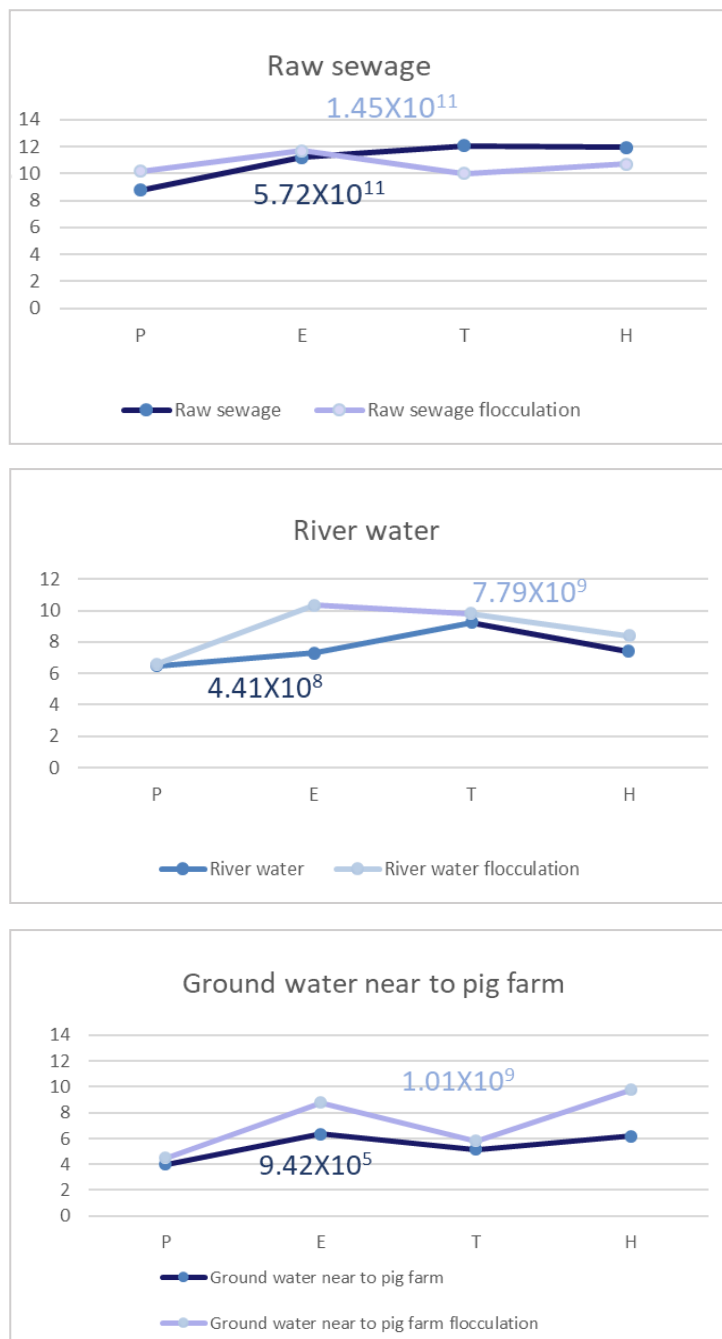 Raw sewage
1.45X10¹¹
14
12
10
8
6
4
2
0
5.72X10¹¹
P E T H
Raw sewage Raw sewage flocculation
River water
12
10
8
6
4
2
0
7.79X10⁹
4.41X10⁸
P E T H
River water River water flocculation
Ground water near to pig farm
14
12
10
8
6
4
2
0
1.01X10⁹
9.42X10⁵
P E T H
Ground water near to pig farm
Ground water near to pig farm flocculation